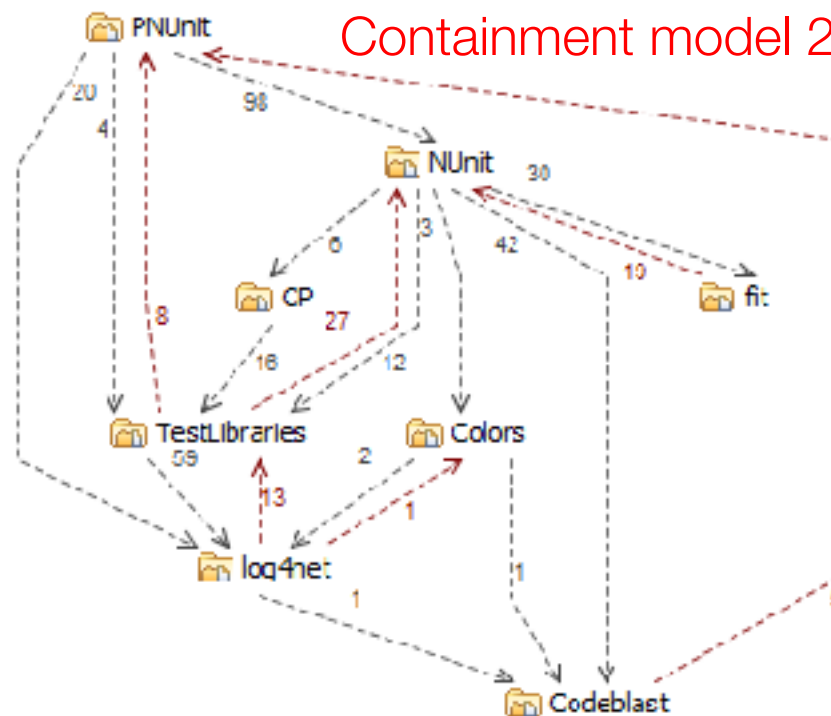 PNUnit
Containment model 2
20
4
98
NUnit
30
3
42
6
19
CP
fit
8
27
16
12
TestLibraries
Colors
59
2
13
1
log4net
1
1
Codeblast